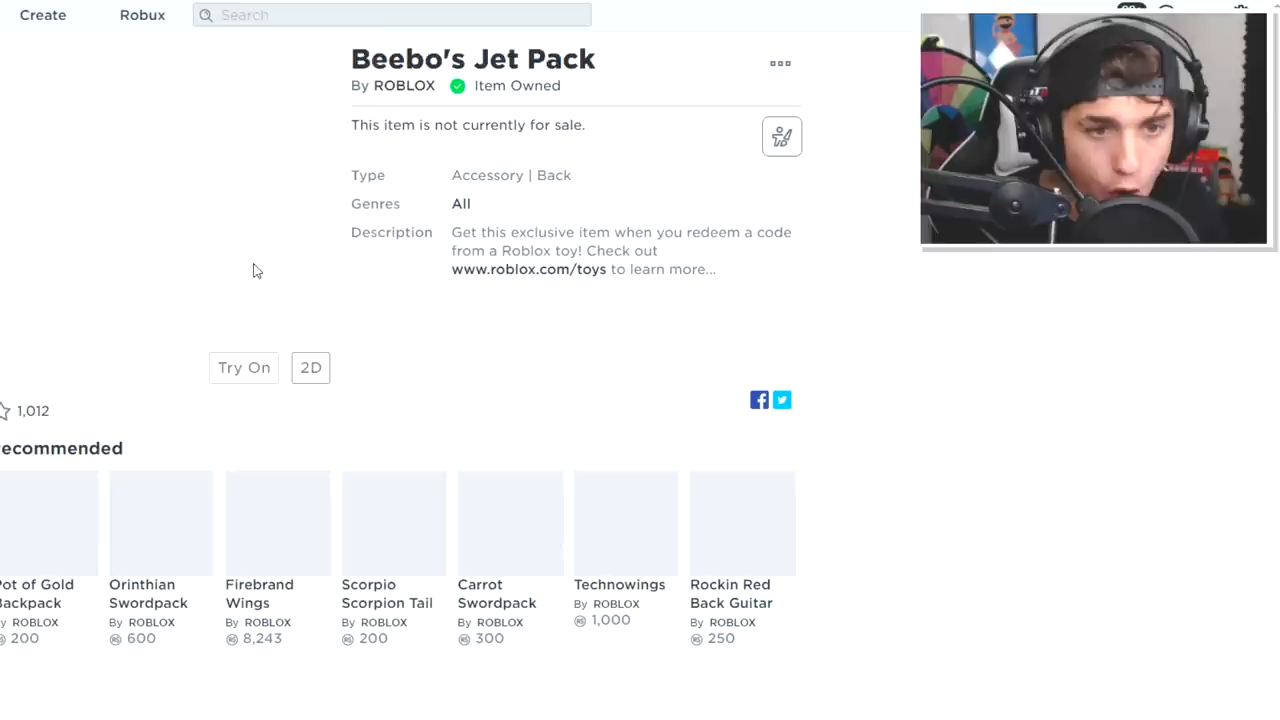 Create Robux Search
Beebo's Jet Pack
By ROBLOX Item Owned
This item is not currently for sale.
Type Accessory | Back
Genres All
Description Get this exclusive item when you redeem a code
from a Roblox toy! Check out
www.roblox.com/toys to learn more...
Try On 2D
1,012
ecommended
Pot of Gold
Backpack
By ROBLOX
200
Orinthian
Swordpack
By ROBLOX
600
Firebrand
Wings
By ROBLOX
8,243
Scorpio
Scorpion Tail
By ROBLOX
200
Carrot
Swordpack
By ROBLOX
300
Technowings
By ROBLOX
1,000
Rockin Red
Back Guitar
By ROBLOX
250